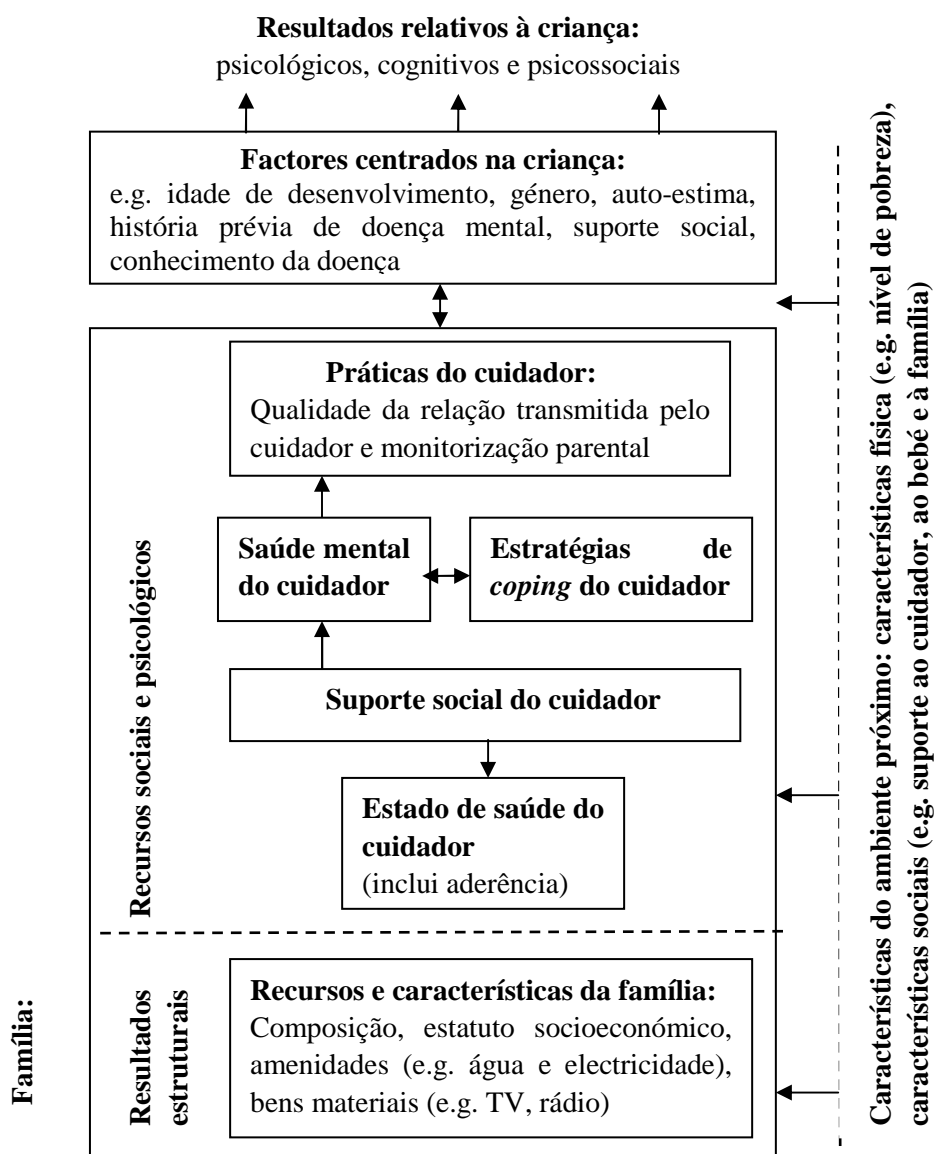 Resultados relativos à criança:
psicológicos, cognitivos e psicossociais
Factores centrados na criança:
e.g. idade de desenvolvimento, género, auto-estima,
história prévia de doença mental, suporte social,
conhecimento da doença
Práticas do cuidador:
Qualidade da relação transmitida pelo
cuidador e monitorização parental
Saúde mental
do cuidador
Estratégias de
coping do cuidador
Suporte social do cuidador
Estado de saúde do
cuidador
(inclui aderência)
Recursos sociais e psicológicos
Recursos e características da família:
Composição, estatuto socioeconómico,
amenidades (e.g. água e electricidade),
bens materiais (e.g. TV, rádio)
Resultados
estruturais
Família:
Características do ambiente próximo: características física (e.g. nível de pobreza),
características sociais (e.g. suporte ao cuidador, ao bebé e à família)